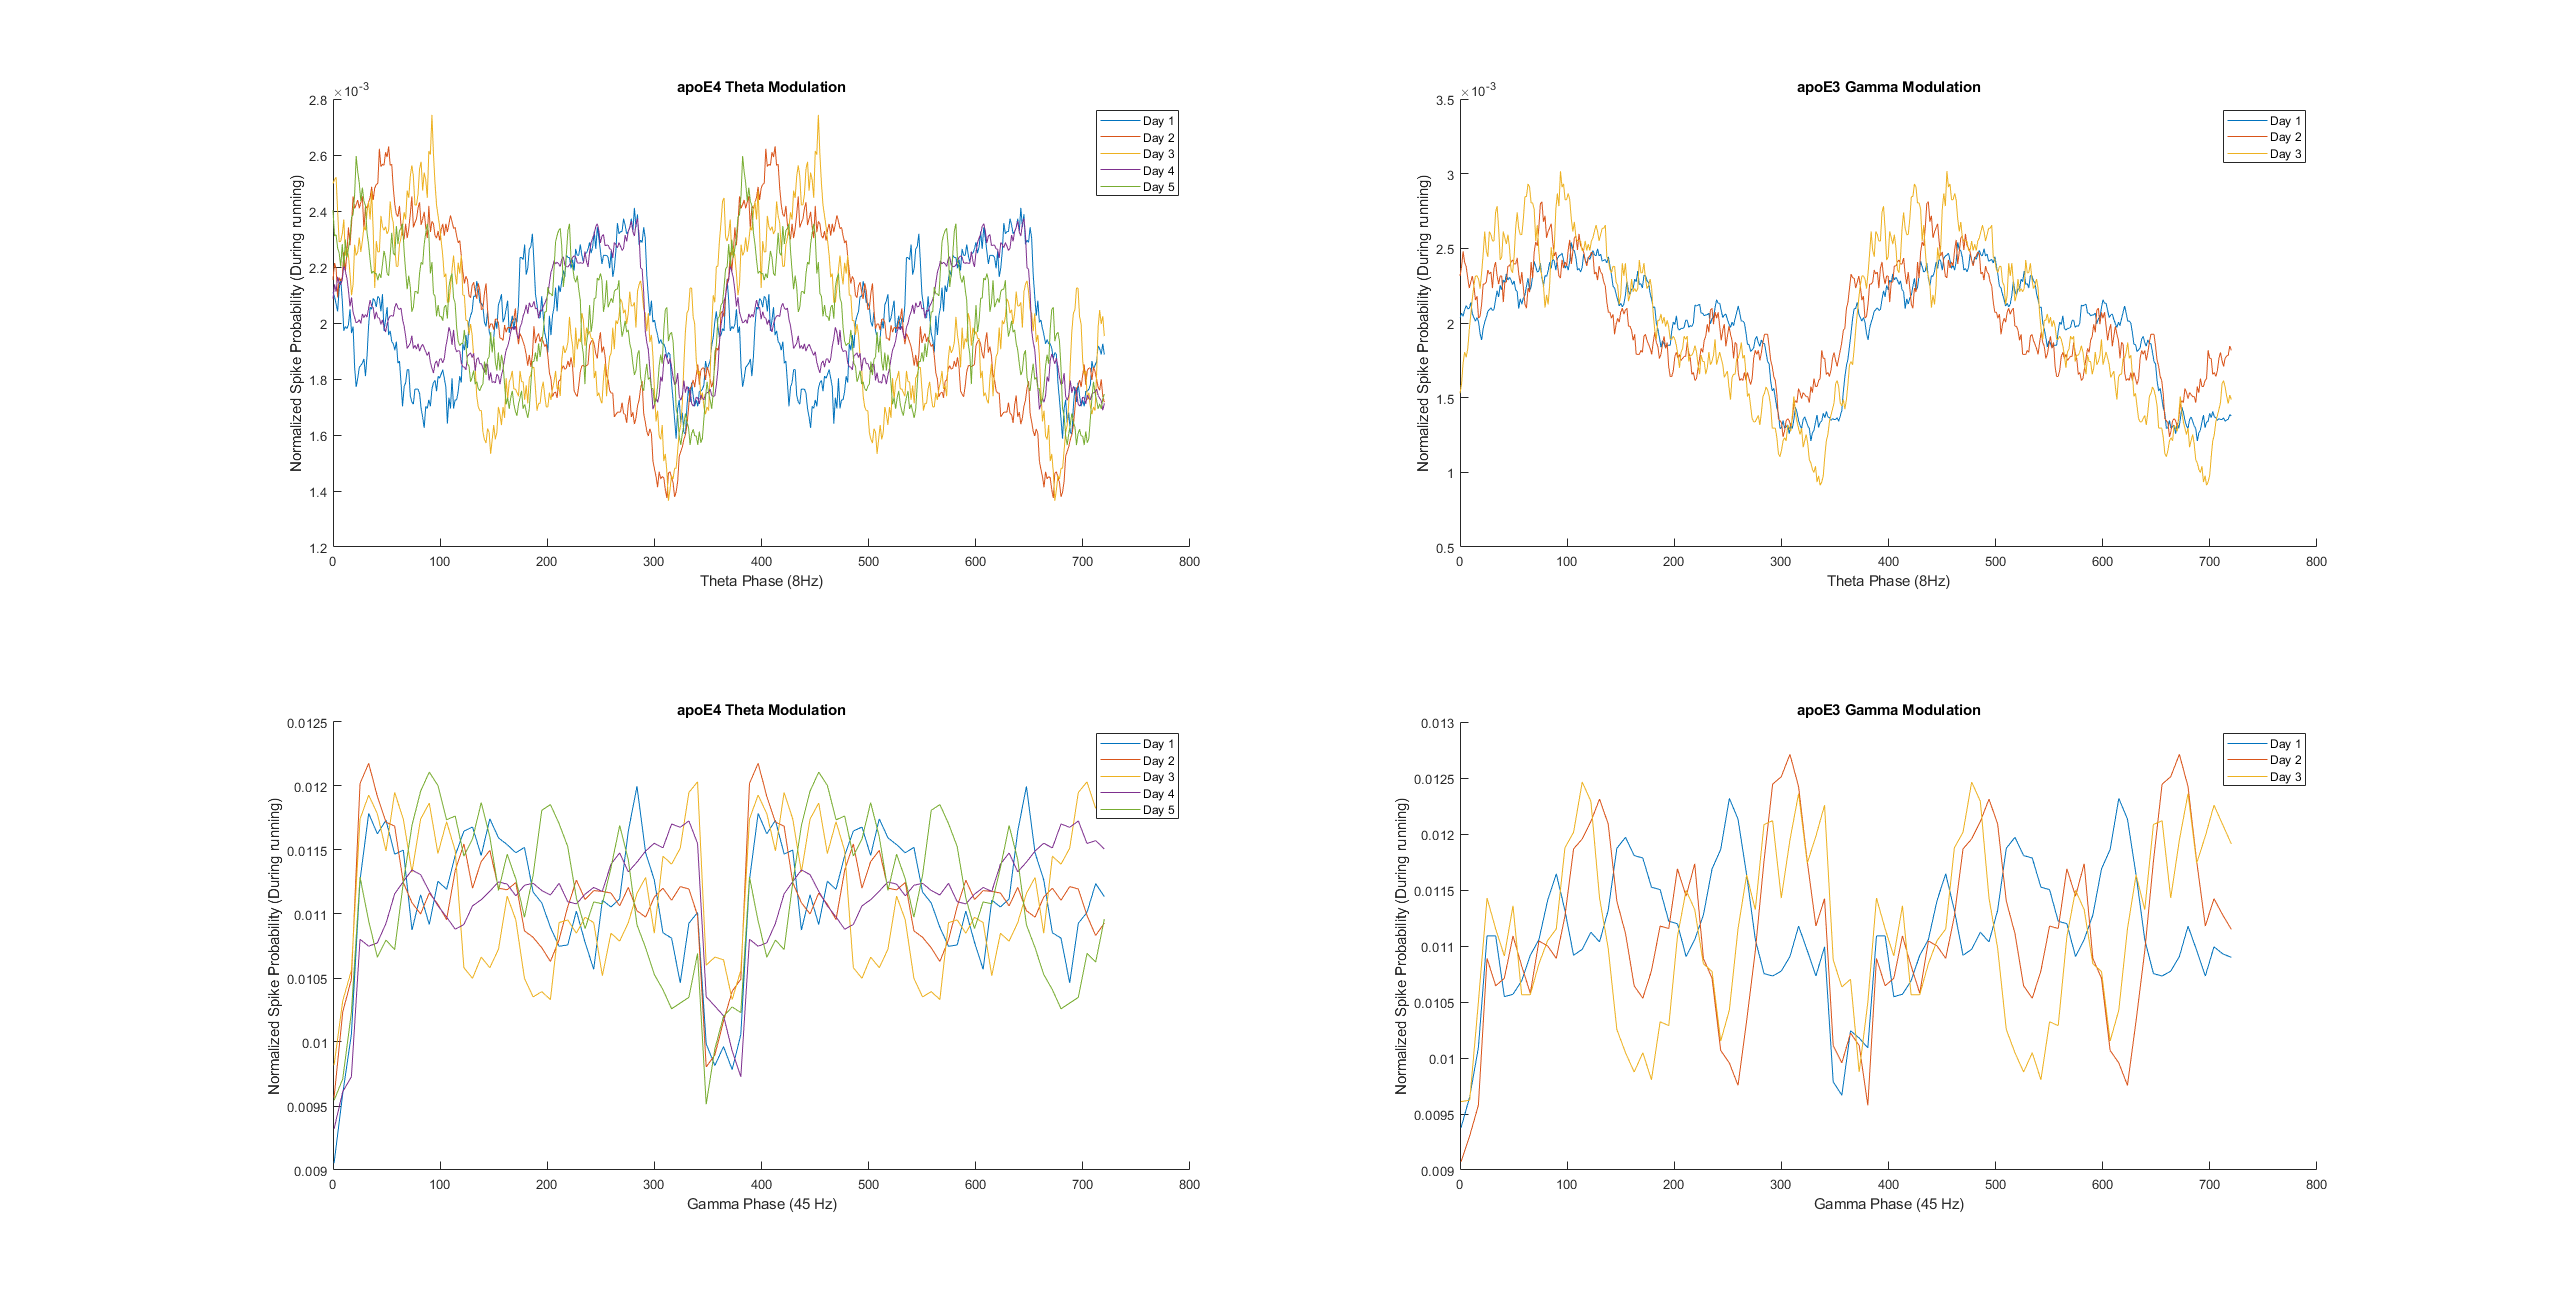 apoE4 Theta Modulation
×10-3
2.8
2.6
2.4
2.2
2
1.8
1.6
1.4
1.2
0 100 200 300 400 500 600 700 800
Normalized Spike Probability (During running)
Theta Phase (8Hz)
Day 1
Day 2
Day 3
Day 4
Day 5
apoE3 Gamma Modulation
×10-3
3.5
3
2.5
2
1.5
1
0.5
0 100 200 300 400 500 600 700 800
Normalized Spike Probability (During running)
Theta Phase (8Hz)
Day 1
Day 2
Day 3
apoE4 Theta Modulation
0.0125
0.012
0.0115
0.011
0.0105
0.01
0.0095
0.009
0 100 200 300 400 500 600 700 800
Normalized Spike Probability (During running)
Gamma Phase (45 Hz)
Day 1
Day 2
Day 3
Day 4
Day 5
apoE3 Gamma Modulation
0.013
0.0125
0.012
0.0115
0.011
0.0105
0.01
0.0095
0.009
0 100 200 300 400 500 600 700 800
Normalized Spike Probability (During running)
Gamma Phase (45 Hz)
Day 1
Day 2
Day 3